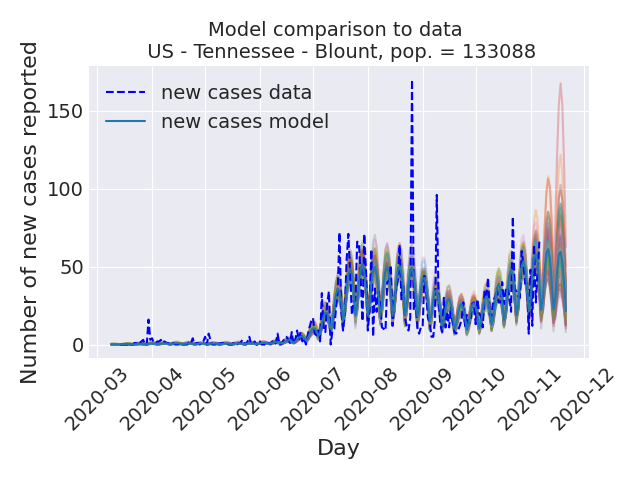 Model comparison to data
US - Tennessee - Blount, pop. = 133088
Number of new cases reported
150
100
50
0
new cases data
new cases model
2020-03
2020-04
2020-05
2020-06
2020-07
2020-08
2020-09
2020-10
2020-11
2020-12
Day